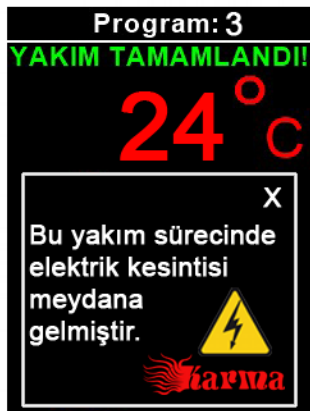 Program: 3
YAKIM TAMAMLANDI!
24°C
X
Bu yakım sürecinde
elektrik kesintisi
meydana
gelmiştir.
Karma